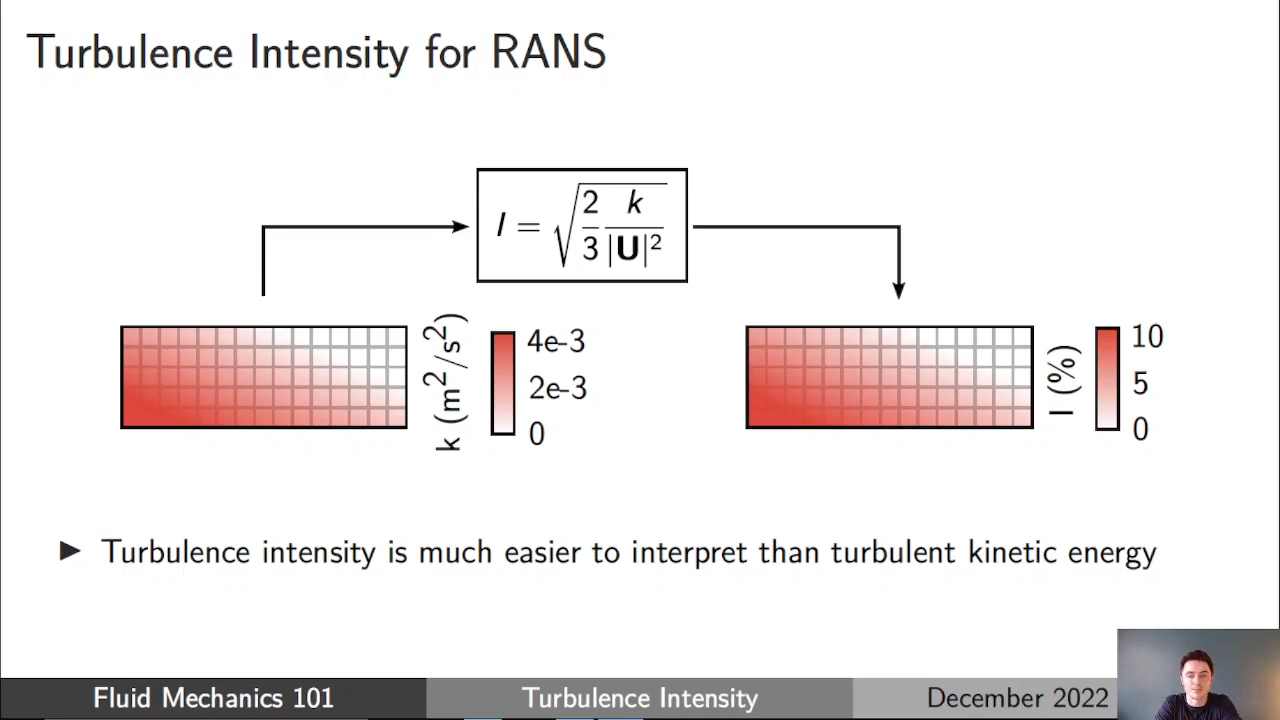 Turbulence Intensity for RANS
I = √(2/3 k/|U|²)
k (m²/s²)
4e-3
2e-3
0
I (%)
10
5
0
▶ Turbulence intensity is much easier to interpret than turbulent kinetic energy
Fluid Mechanics 101
Turbulence Intensity
December 2022